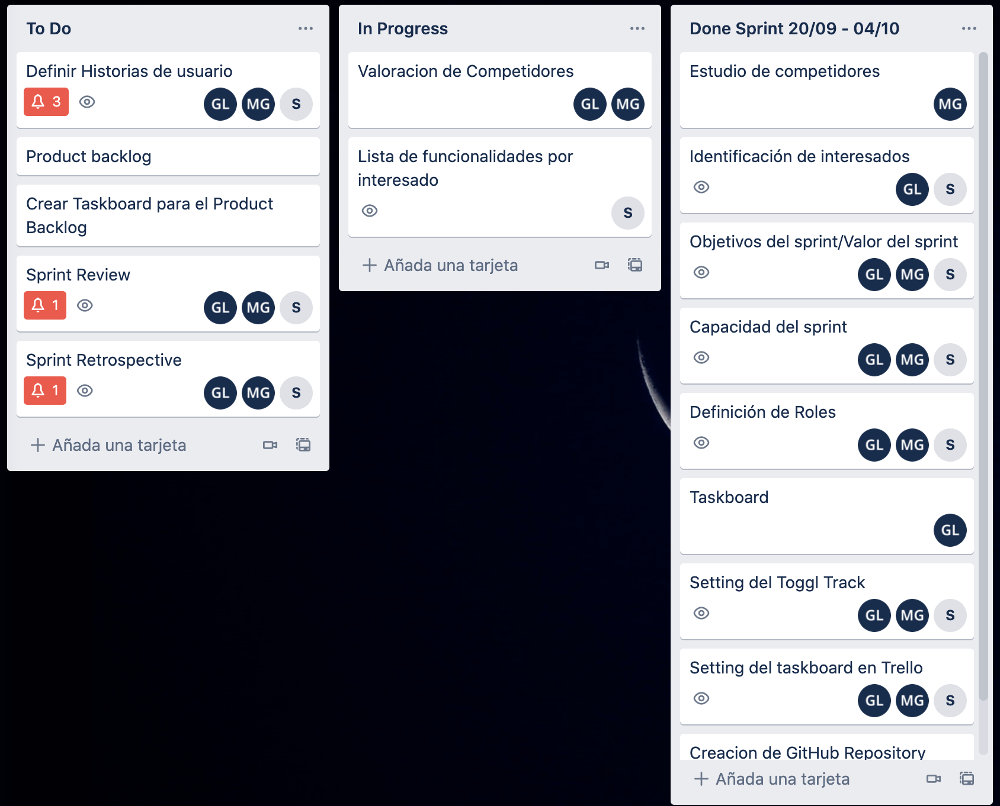 To Do
Definir Historias de usuario
3
GL MG S
Product backlog
Crear Taskboard para el Product
Backlog
Sprint Review
1
GL MG S
Sprint Retrospective
1
GL MG S
Añada una tarjeta
In Progress
Valoracion de Competidores
GL MG
Lista de funcionalidades por
interesado
S
Añada una tarjeta
Done Sprint 20/09 - 04/10
Estudio de competidores
MG
Identificación de interesados
GL S
Objetivos del sprint/Valor del sprint
GL MG S
Capacidad del sprint
GL MG S
Definición de Roles
GL MG S
Taskboard
GL
Setting del Toggl Track
GL MG S
Setting del taskboard en Trello
GL MG S
Creacion de GitHub Repository
Añada una tarjeta